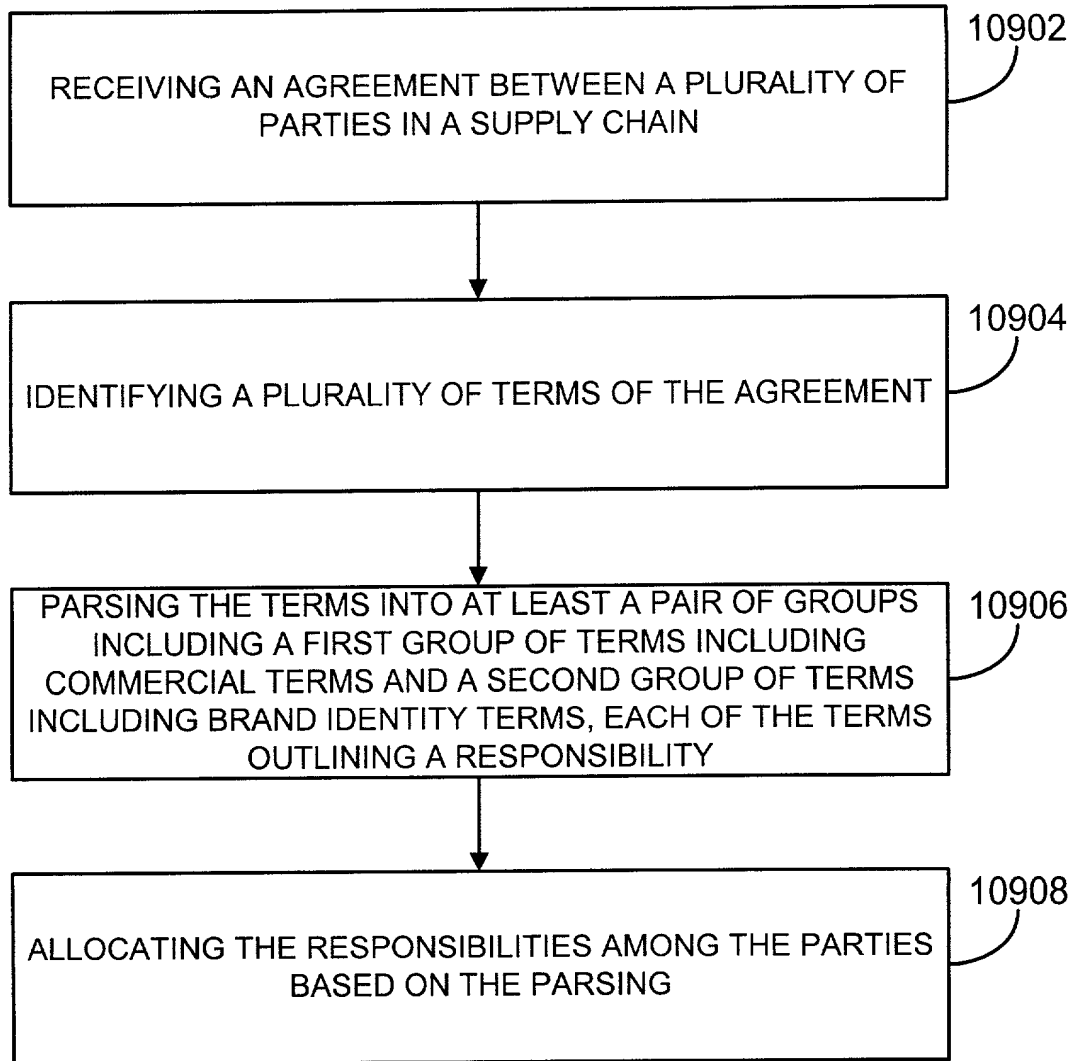 10902
RECEIVING AN AGREEMENT BETWEEN A PLURALITY OF
PARTIES IN A SUPPLY CHAIN
10904
IDENTIFYING A PLURALITY OF TERMS OF THE AGREEMENT
10906
PARSING THE TERMS INTO AT LEAST A PAIR OF GROUPS
INCLUDING A FIRST GROUP OF TERMS INCLUDING
COMMERCIAL TERMS AND A SECOND GROUP OF TERMS
INCLUDING BRAND IDENTITY TERMS, EACH OF THE TERMS
OUTLINING A RESPONSIBILITY
10908
ALLOCATING THE RESPONSIBILITIES AMONG THE PARTIES
BASED ON THE PARSING